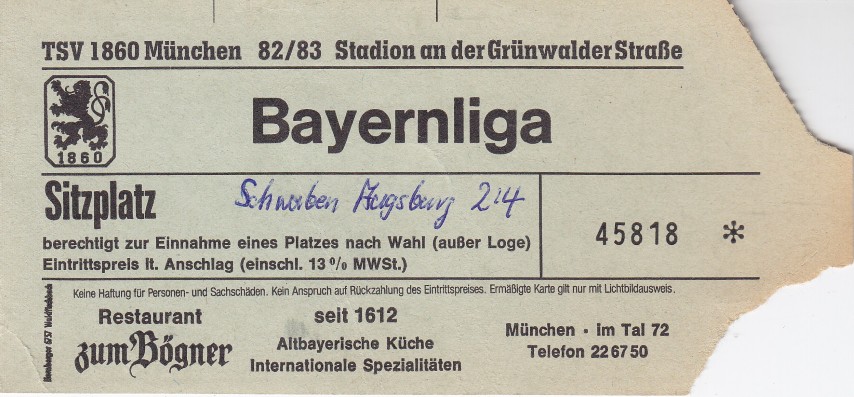 TSV 1860 München 82/83 Stadion an der Grünwalder Straße
1860
Bayernliga
Sitzplatz
Schwaben Augsburg 2:4
berechtigt zur Einnahme eines Platzes nach Wahl (außer Loge)
Eintrittspreis lt. Anschlag (einschl. 13% MWSt.)
45818 *
Keine Haftung für Personen- und Sachschäden. Kein Anspruch auf Rückzahlung des Eintrittspreises. Ermäßigte Karte gilt nur mit Lichtbildausweis.
Restaurant
zum Bögner
seit 1612
Altbayerische Küche
Internationale Spezialitäten
München · im Tal 72
Telefon 226750